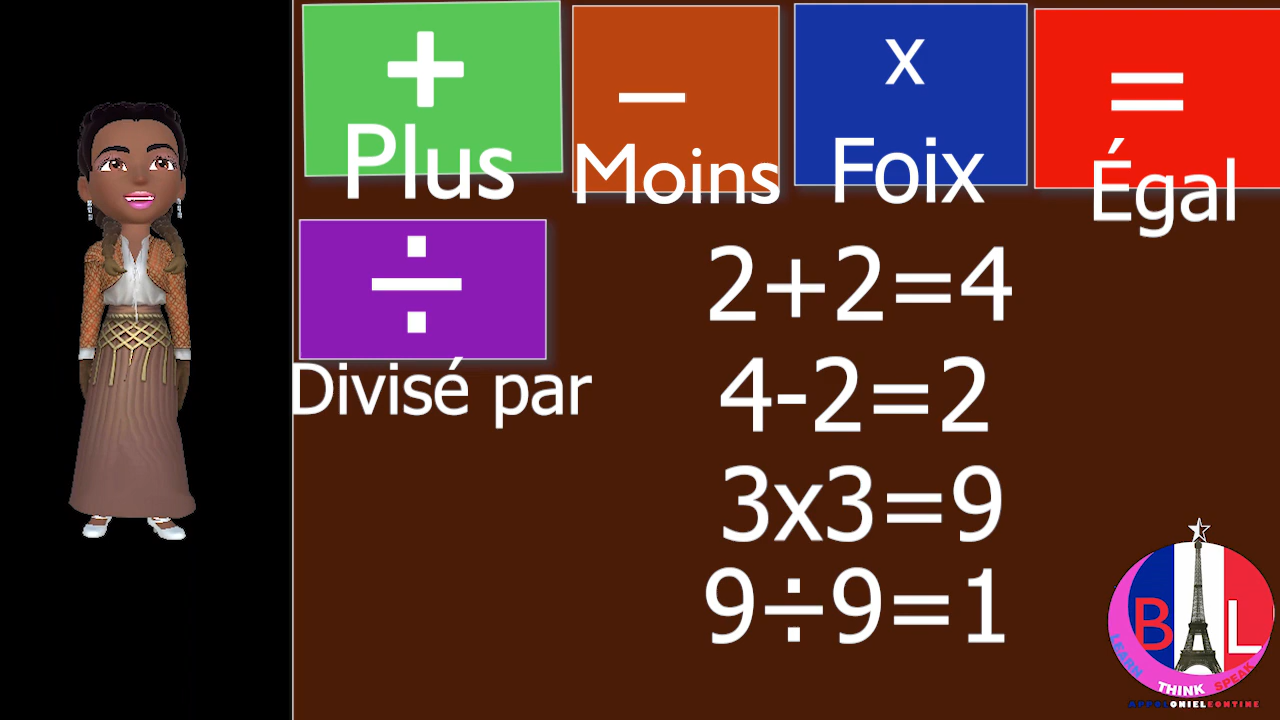 + − x =
Plus Moins Foix Égal
÷
Divisé par
2+2=4
4-2=2
3x3=9
9÷9=1
B L
LEARN THINK SPEAK